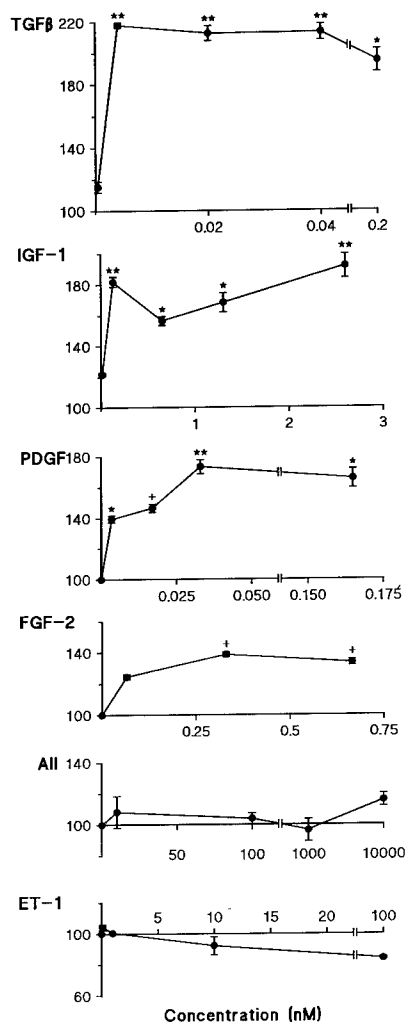 TGFβ
220
180
140
100
** ** ** *
0.02 0.04 0.2
IGF-1
180
140
100
** * * **
1 2 3
PDGF
180
140
100
* + ** *
0.025 0.050 0.150 0.175
FGF-2
140
100
+ +
0.25 0.5 0.75
AII
140
100
50 100 1000 10000
ET-1
5 10 15 20 100
100
60
Concentration (nM)